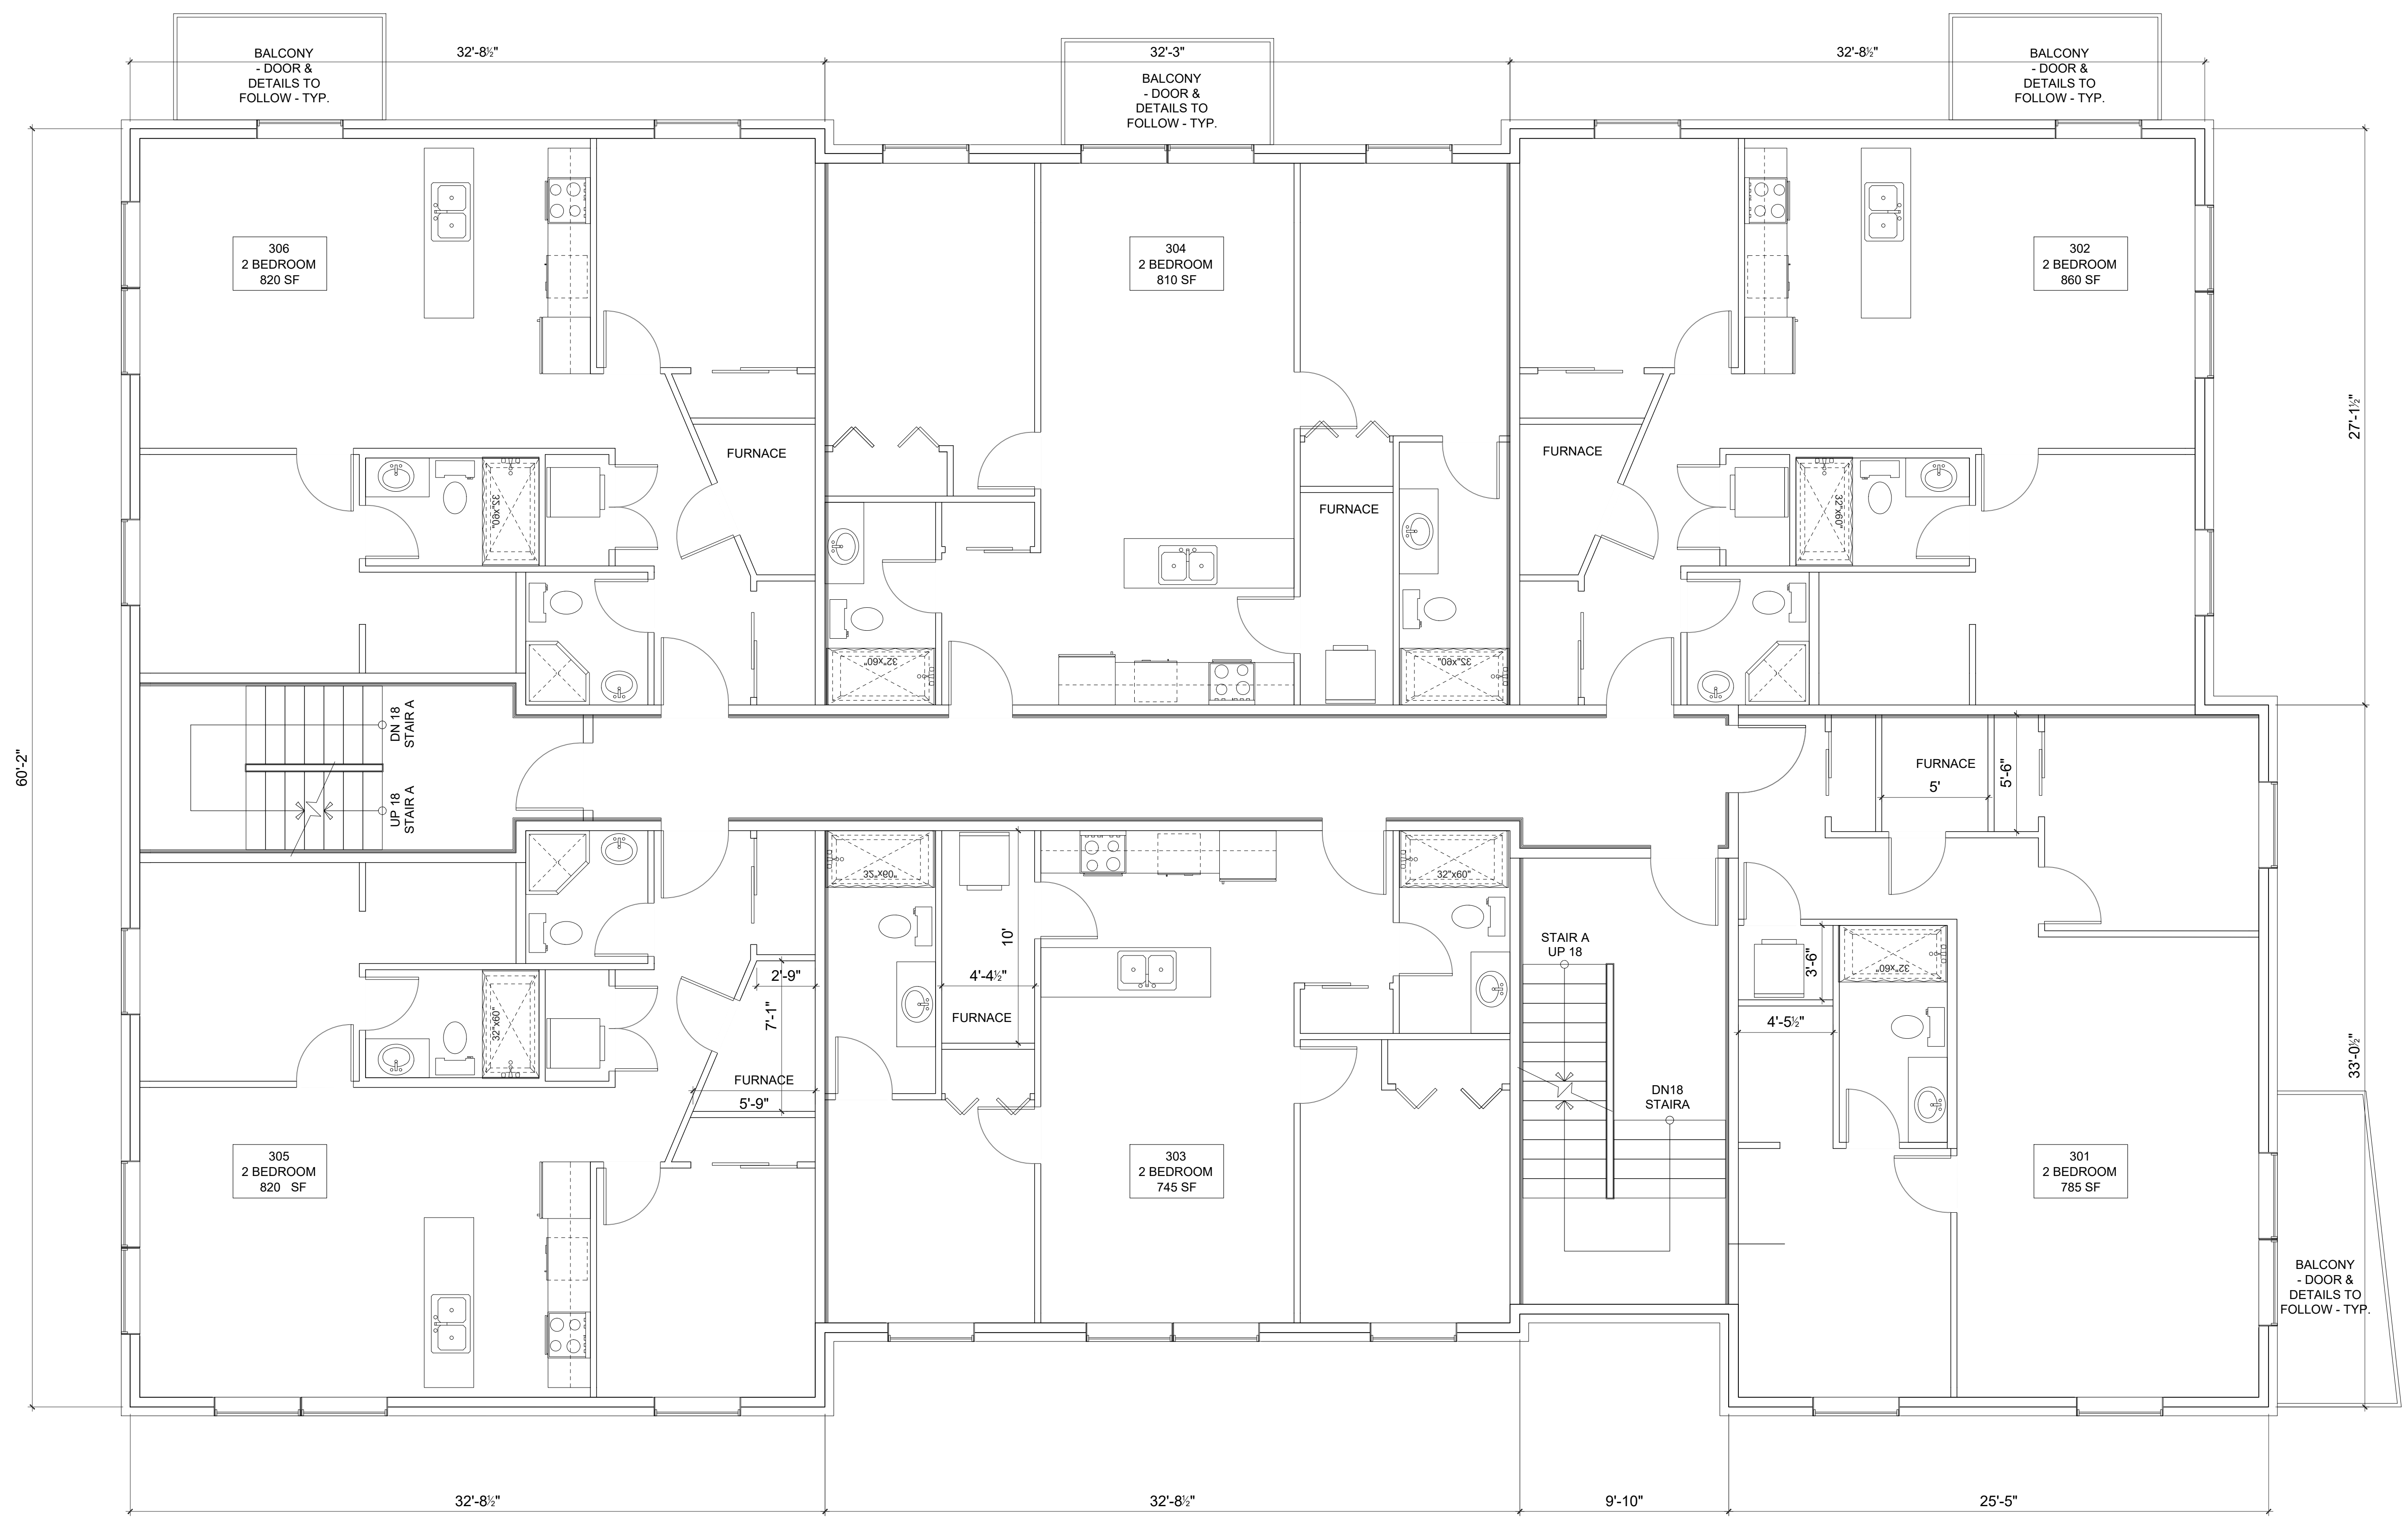 32'-8½"
32'-3"
32'-8½"
BALCONY
- DOOR &
DETAILS TO
FOLLOW - TYP.
BALCONY
- DOOR &
DETAILS TO
FOLLOW - TYP.
BALCONY
- DOOR &
DETAILS TO
FOLLOW - TYP.
306
2 BEDROOM
820 SF
304
2 BEDROOM
810 SF
302
2 BEDROOM
860 SF
27'-1½"
FURNACE
FURNACE
FURNACE
32"x60"
32"x60"
32"x60"
32"x60"
DN 18
STAIR A
UP 18
STAIR A
60'-2"
FURNACE
5'
5'-6"
32"x60"
32"x60"
32"x60"
32"x60"
10'
4'-4½"
FURNACE
2'-9"
7'-1"
FURNACE
5'-9"
STAIR A
UP 18
DN18
STAIRA
3'-6"
4'-5½"
33'-0½"
305
2 BEDROOM
820 SF
303
2 BEDROOM
745 SF
301
2 BEDROOM
785 SF
BALCONY
- DOOR &
DETAILS TO
FOLLOW - TYP.
32'-8½"
32'-8½"
9'-10"
25'-5"